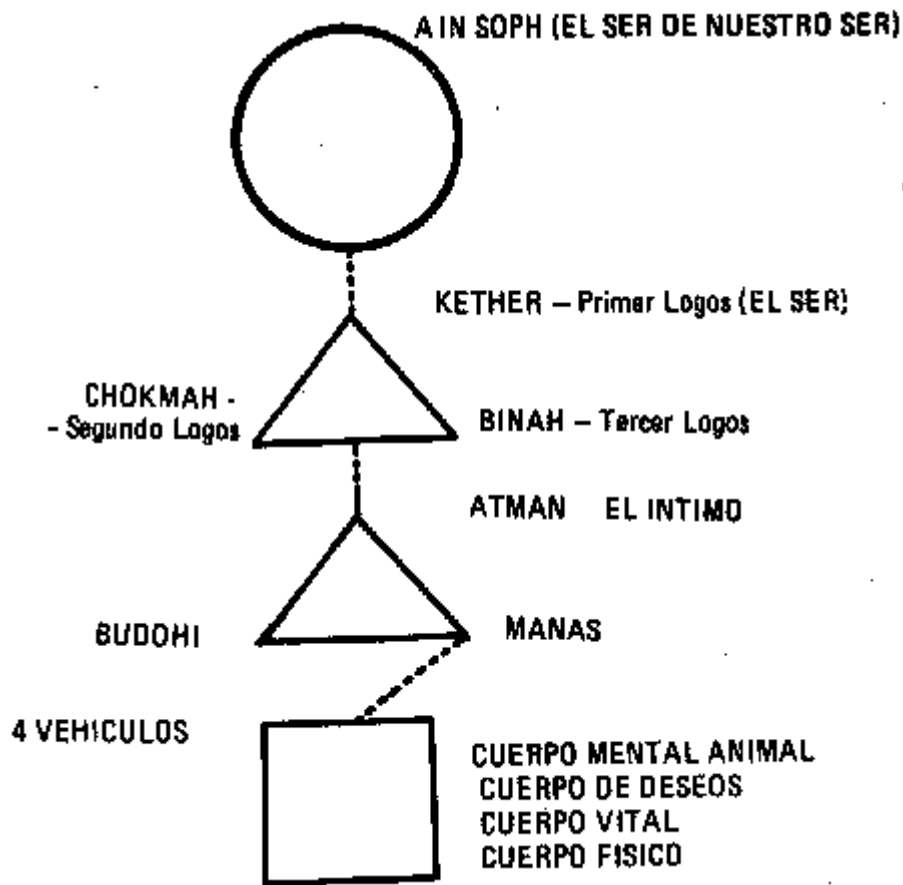 AIN SOPH (EL SER DE NUESTRO SER)
KETHER – Primer Logos (EL SER)
CHOKMAH -
- Segundo Logos
BINAH – Tercer Logos
ATMAN EL INTIMO
BUDOHI
MANAS
4 VEHICULOS
CUERPO MENTAL ANIMAL
CUERPO DE DESEOS
CUERPO VITAL
CUERPO FISICO